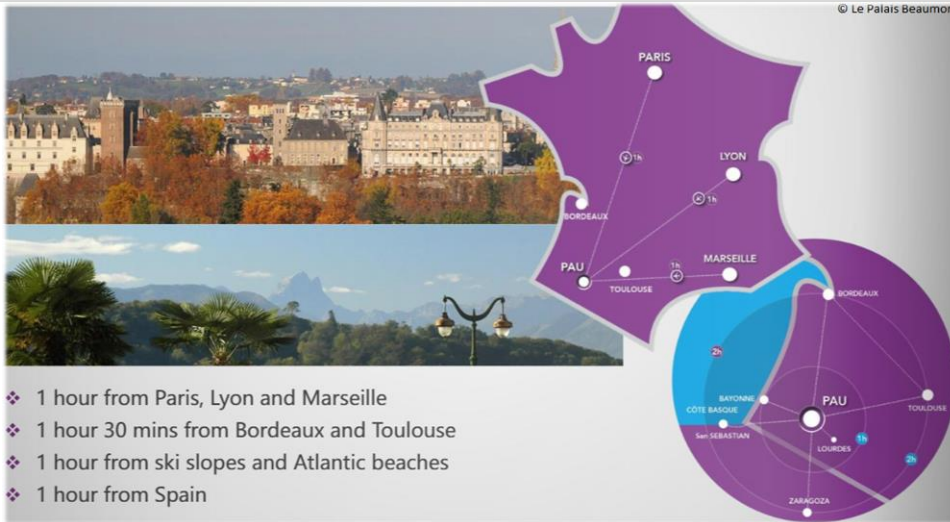 © Le Palais Beaumon
PARIS
1h
LYON
1h
BORDEAUX
PAU
1h
MARSEILLE
TOULOUSE
BORDEAUX
2h
BAYONNE
PAU
TOULOUSE
CÔTE BASQUE
San SEBASTIAN
LOURDES
1h
2h
ZARAGOZA
1 hour from Paris, Lyon and Marseille
1 hour 30 mins from Bordeaux and Toulouse
1 hour from ski slopes and Atlantic beaches
1 hour from Spain